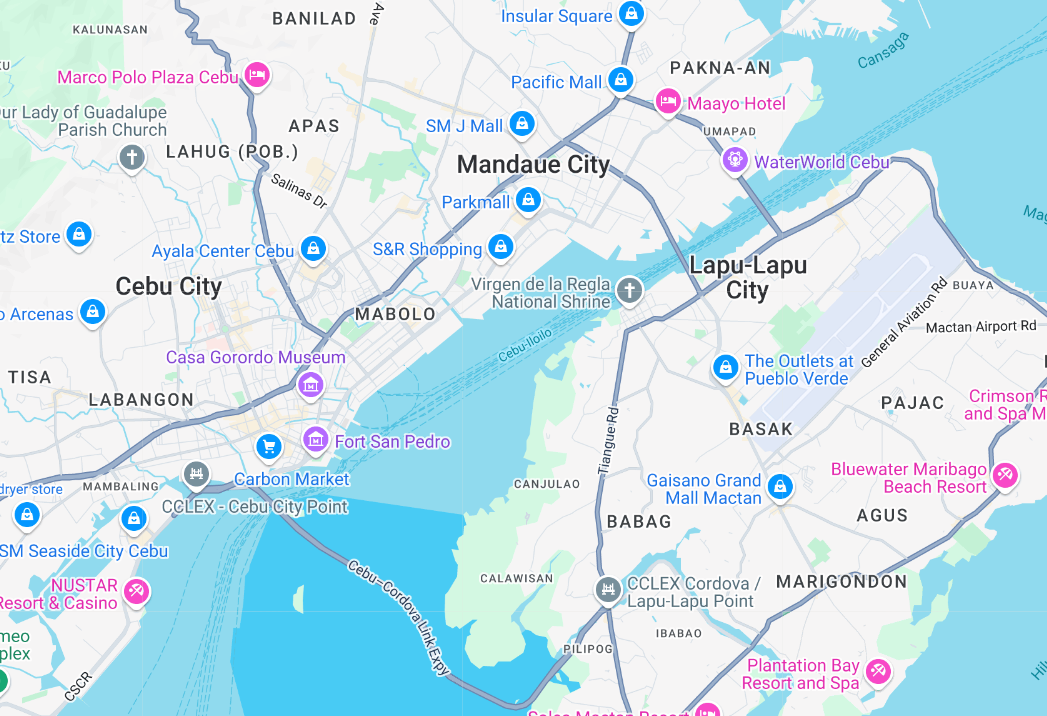 KALUNASAN
BANILAD
Ave
Insular Square
Cansaga
KU
Marco Polo Plaza Cebu
Pacific Mall
PAKNA-AN
Maayo Hotel
ur Lady of Guadalupe
Parish Church
APAS
SM J Mall
UMAPAD
LAHUG (POB.)
Mandaue City
WaterWorld Cebu
Salinas Dr
Parkmall
Mag
tz Store
Ayala Center Cebu
S&R Shopping
Cebu City
Virgen de la Regla
National Shrine
Lapu-Lapu
City
BUAYA
o Arcenas
MABOLO
General Aviation Rd
Mactan Airport Rd
Cebu-Iloilo
Casa Gorordo Museum
The Outlets at
Pueblo Verde
TISA
LABANGON
PAJAC
Crimson R
and Spa M
Tiangue Rd
BASAK
Fort San Pedro
Carbon Market
Bluewater Maribago
Beach Resort
dryer store
MAMBALING
CANJULAO
Gaisano Grand
Mall Mactan
CCLEX - Cebu City Point
BABAG
AGUS
SM Seaside City Cebu
CALAWISAN
NUSTAR
Resort & Casino
Cebu–Cordova Link Expy
CCLEX Cordova /
Lapu-Lapu Point
MARIGONDON
meo
plex
IBABAO
PILIPOG
CSCR
Plantation Bay
Resort and Spa
Hil